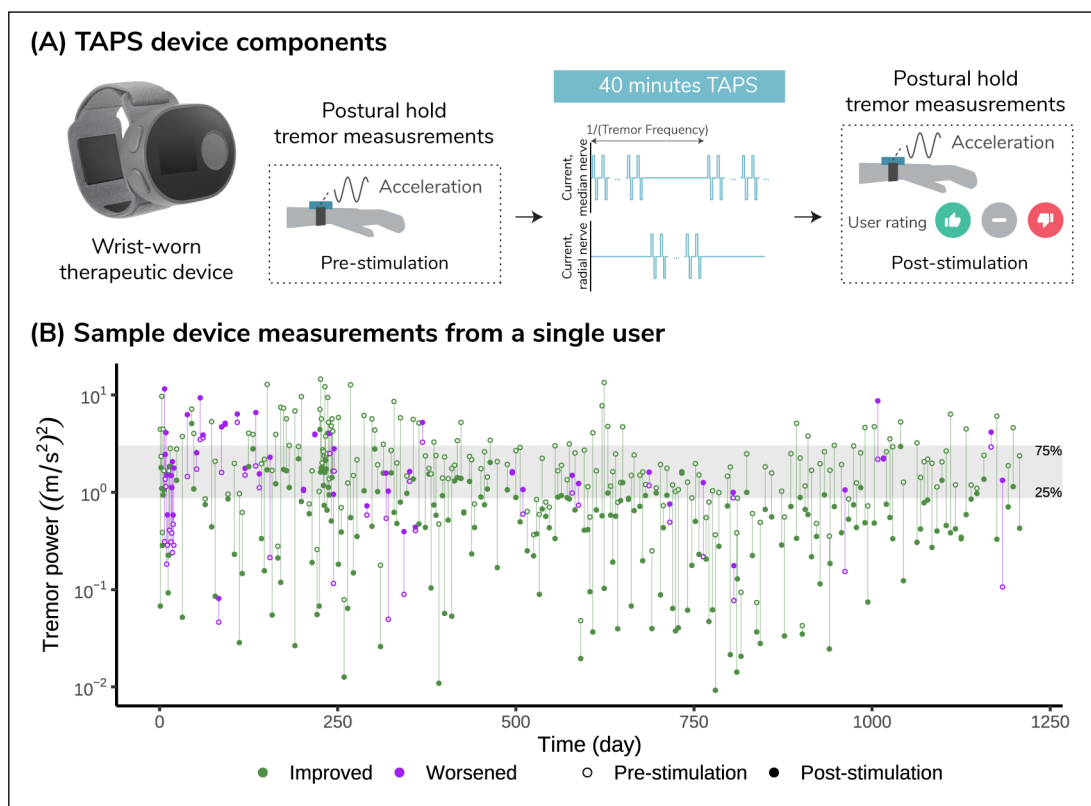 (A) TAPS device components
Wrist-worn
therapeutic device
Postural hold
tremor measusrements
Acceleration
Pre-stimulation
40 minutes TAPS
1/(Tremor Frequency)
Current,
median nerve
... ...
Current,
radial nerve
...
Postural hold
tremor measusrements
Acceleration
User rating
Post-stimulation
(B) Sample device measurements from a single user
Tremor power ((m/s²)²)
10¹
10⁰
10⁻¹
10⁻²
75%
25%
0 250 500 750 1000 1250
Time (day)
Improved Worsened Pre-stimulation Post-stimulation